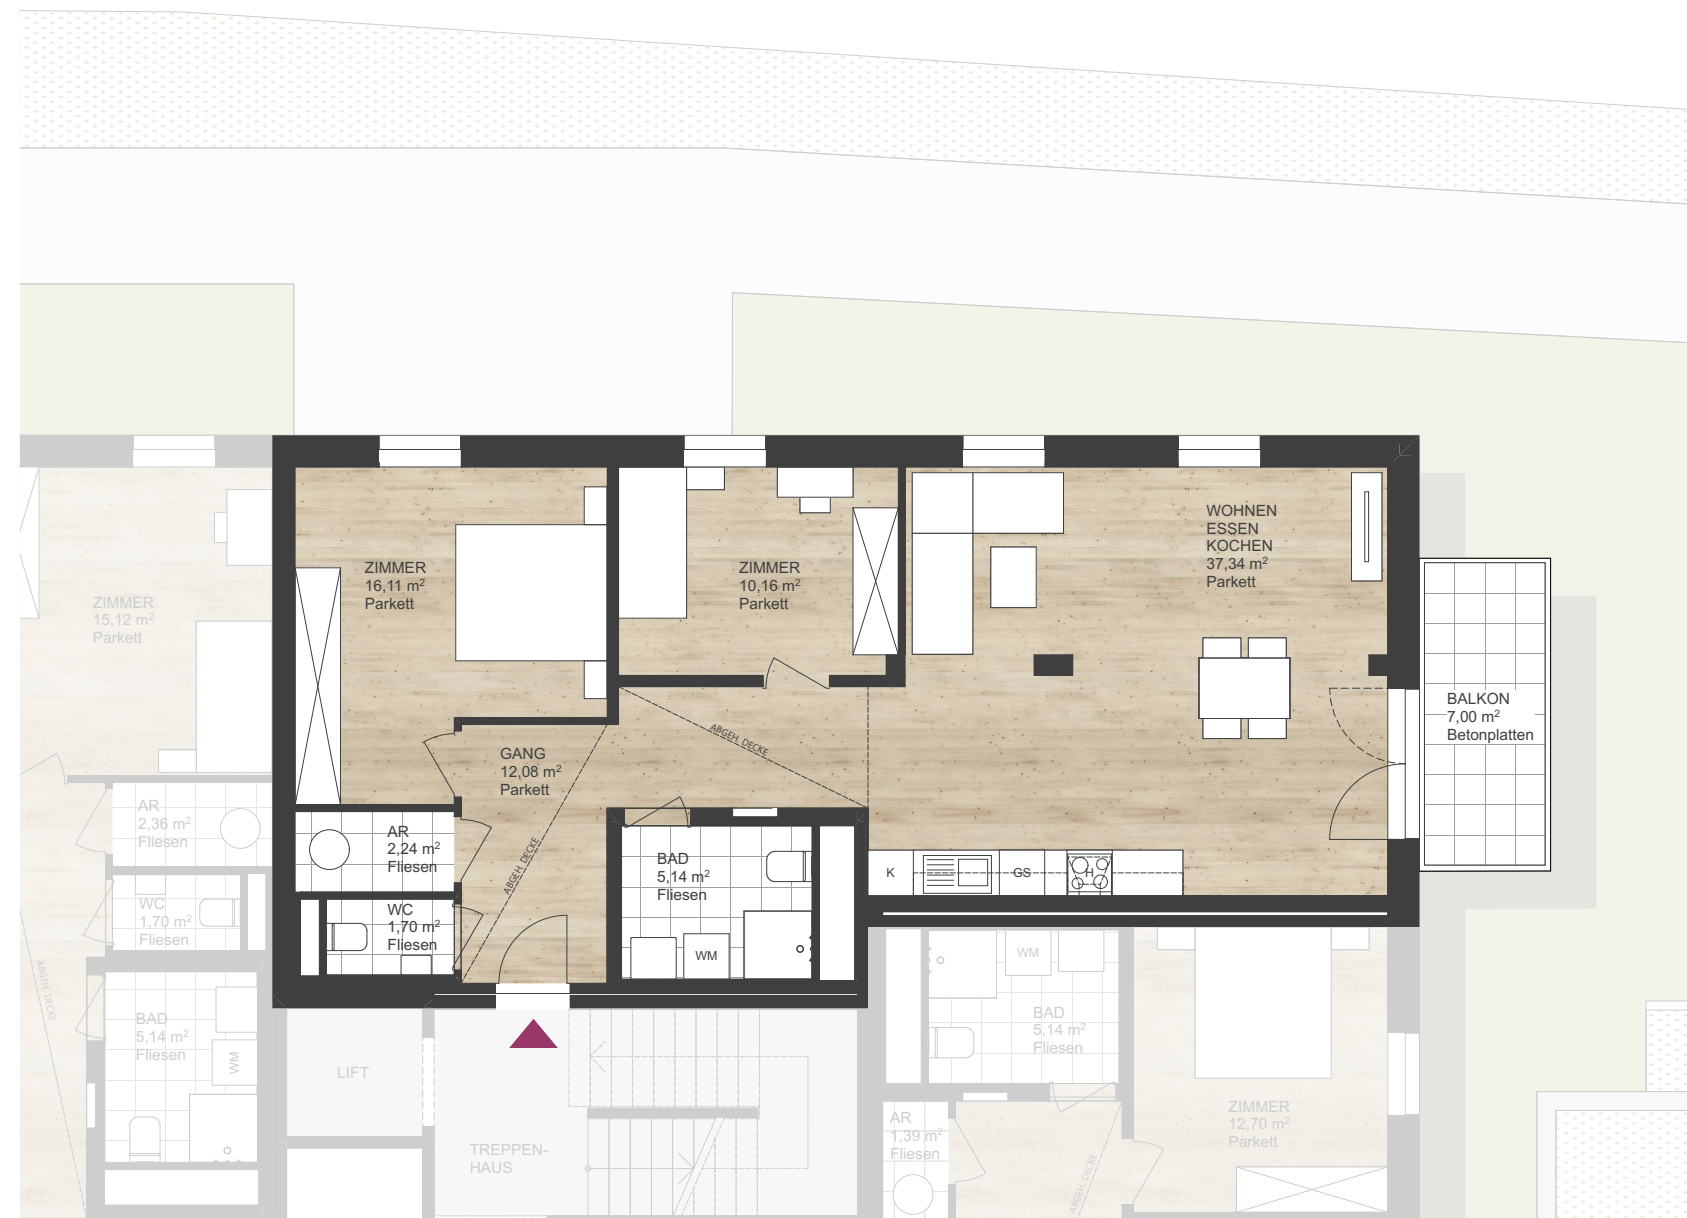 WOHNEN
ESSEN
KOCHEN
37,34 m²
Parkett
ZIMMER
16,11 m²
Parkett
ZIMMER
10,16 m²
Parkett
ZIMMER
15,12 m²
Parkett
BALKON
7,00 m²
Betonplatten
GANG
12,08 m²
Parkett
ABGEH. DECKE
ABGEH. DECKE
AR
2,36 m²
Fliesen
AR
2,24 m²
Fliesen
BAD
5,14 m²
Fliesen
K
GS
H
WC
1,70 m²
Fliesen
WC
1,70 m²
Fliesen
WM
WM
ABGEH. DECKE
BAD
5,14 m²
Fliesen
WM
BAD
5,14 m²
Fliesen
LIFT
TREPPEN-
HAUS
AR
1,39 m²
Fliesen
ZIMMER
12,70 m²
Parkett
ABGEH. DECKE